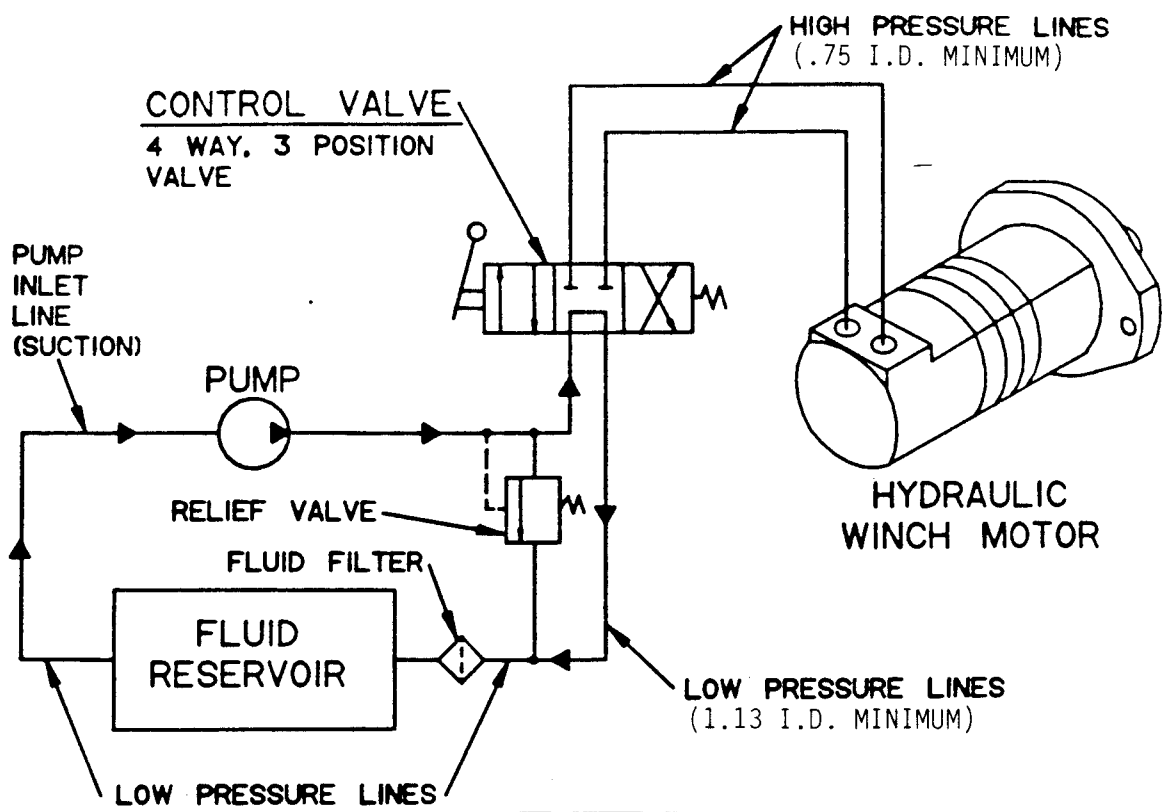 HIGH PRESSURE LINES
(.75 I.D. MINIMUM)
CONTROL VALVE
4 WAY, 3 POSITION
VALVE
PUMP
INLET
LINE
(SUCTION)
PUMP
RELIEF VALVE
HYDRAULIC
WINCH MOTOR
FLUID FILTER
FLUID
RESERVOIR
LOW PRESSURE LINES
(1.13 I.D. MINIMUM)
LOW PRESSURE LINES